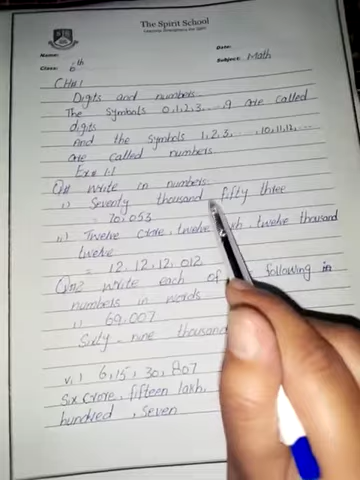 The Spirit School
Name:
Date:
Class: 6th
Subject: Math
CH#1
Digits and numbers
The symbols 0,1,2,3......9 are called
digits
And the symbols 1,2,3, .....,10,11,12,....
are called numbers
Ex# 1.1
Q#1 Write in numbers
i) Seventy thousand fifty three
= 70,053
ii) Twelve crore, twelve lakh, twelve thousand
twelve
= 12, 12, 12, 012
Q#2 write each of following in
numbers in words
i) 69,007
Sixty-nine thousand
v.) 6,15, 30, 807
Six crore, fifteen lakh,
hundred, seven